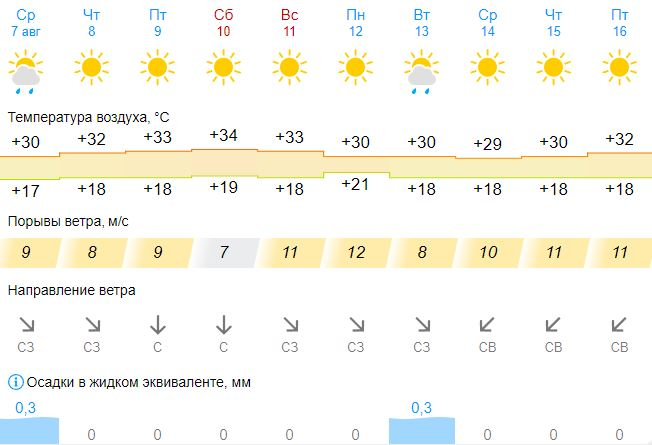 Ср Чт Пт Сб Вс Пн Вт Ср Чт Пт
7 авг 8 9 10 11 12 13 14 15 16
Температура воздуха, °C
+30 +32 +33 +34 +33 +30 +30 +29 +30 +32
+17 +18 +18 +19 +18 +21 +18 +18 +18 +18
Порывы ветра, м/с
9 8 9 7 11 12 8 10 11 11
Направление ветра
СЗ СЗ С С СЗ СЗ СЗ СВ СВ СВ
Осадки в жидком эквиваленте, мм
0,3 0 0 0 0 0 0,3 0 0 0